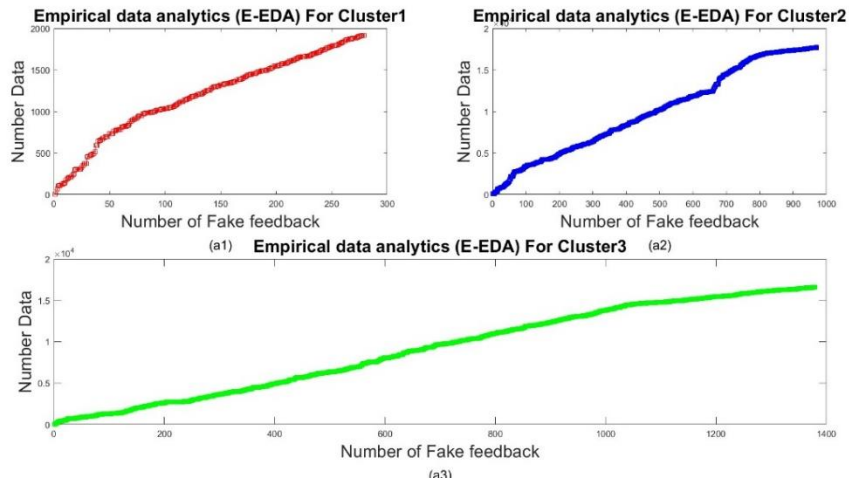 Empirical data analytics (E-EDA) For Cluster1
Number Data
2000
1500
1000
500
0
0 50 100 150 200 250 300
Number of Fake feedback
(a1)
Empirical data analytics (E-EDA) For Cluster2
Number Data
2
1.5
1
0.5
0
0 100 200 300 400 500 600 700 800 900 1000
Number of Fake feedback
(a2)
Empirical data analytics (E-EDA) For Cluster3
×10⁴
Number Data
2
1.5
1
0.5
0
0 200 400 600 800 1000 1200 1400
Number of Fake feedback
(a3)